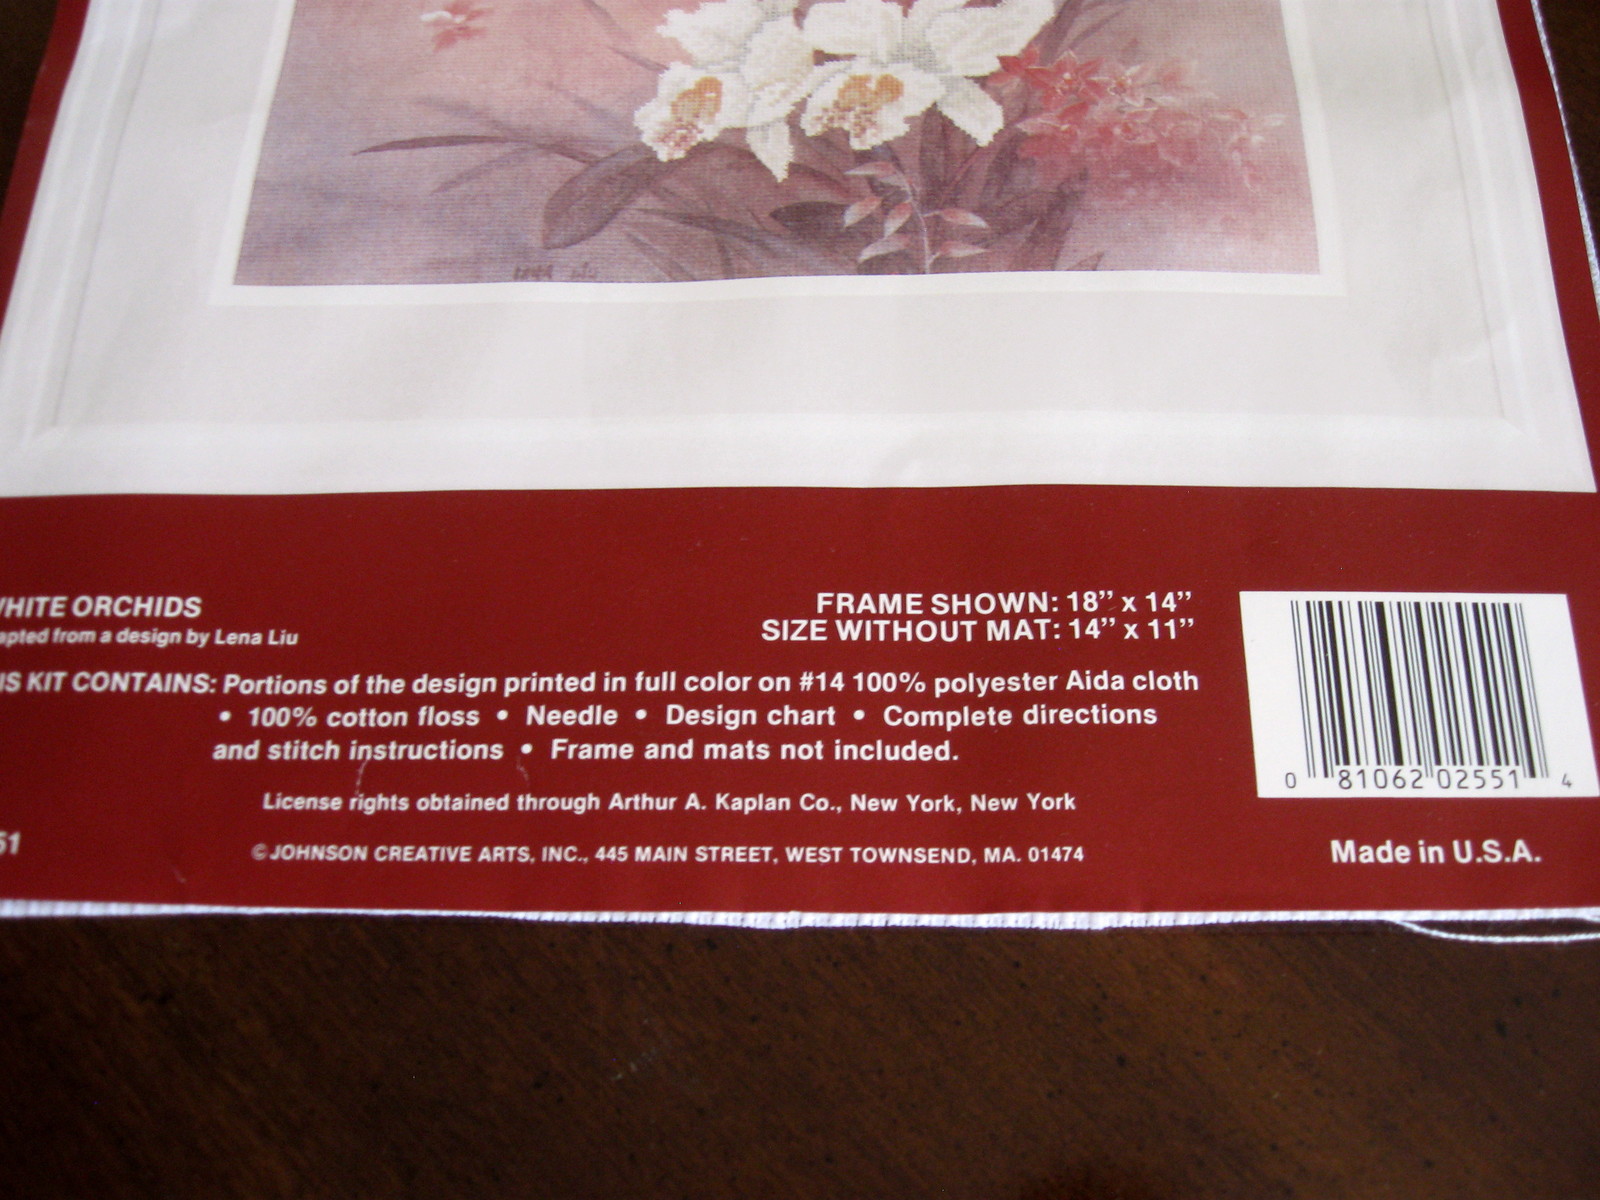 WHITE ORCHIDS
apted from a design by Lena Liu
FRAME SHOWN: 18" x 14"
SIZE WITHOUT MAT: 14" x 11"
IS KIT CONTAINS: Portions of the design printed in full color on #14 100% polyester Aida cloth
• 100% cotton floss • Needle • Design chart • Complete directions
and stitch instructions • Frame and mats not included.
License rights obtained through Arthur A. Kaplan Co., New York, New York
51
©JOHNSON CREATIVE ARTS, INC., 445 MAIN STREET, WEST TOWNSEND, MA. 01474
0 81062 02551 4
Made in U.S.A.